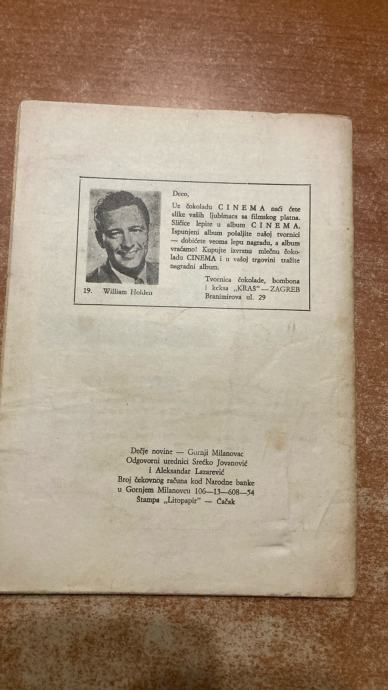 Deco,
Uz čokoladu CINEMA naći ćete
slike vaših ljubimaca sa filmskog platna.
Sličice lepite u album CINEMA.
Ispunjeni album pošaljite našoj tvornici
— dobićete veoma lepu nagradu, a album
vraćamo! Kupujte izvrsnu mlečnu čoko-
ladu CINEMA i u vašoj trgovini tražite
nagradni album.
Tvornica čokolade, bombona
i keksa „KRAŠ" — ZAGREB
Branimirova ul. 29
19. William Holden
Dečje novine — Gornji Milanovac
Odgovorni urednici Srećko Jovanović
i Aleksandar Lazarević
Broj čekovnog računa kod Narodne banke
u Gornjem Milanovcu 106—13—608—54
Štampa „Litopapir" — Čačak